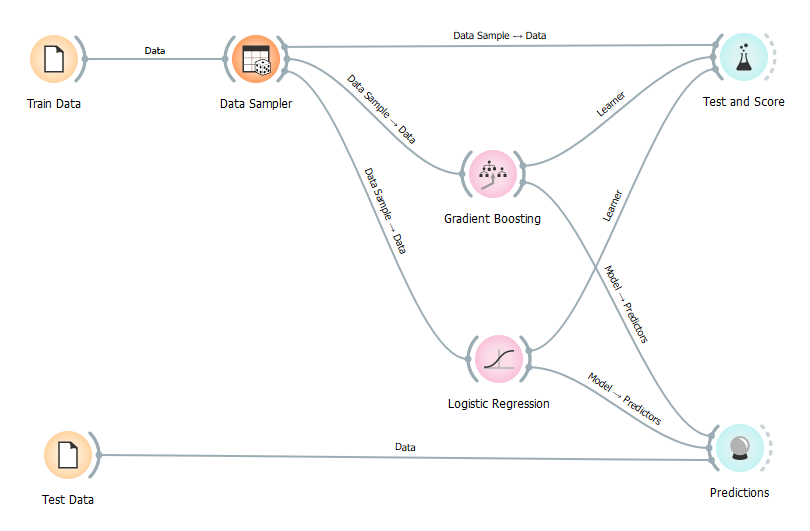 Data Sample → Data
Data
Train Data
Data Sampler
Test and Score
Data Sample → Data
Learner
Data Sample → Data
Learner
Gradient Boosting
Model → Predictors
Model → Predictors
Logistic Regression
Data
Test Data
Predictions